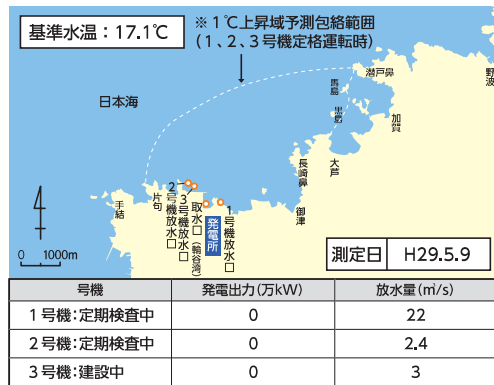 基準水温：17.1℃
※１℃上昇域予測包絡範囲
（１、２、３号機定格運転時）
日本海
潜戸鼻
野波
馬島
黒島
加賀
大芦
長崎鼻
御津
手結
片句
2号機放水口
3号機放水口
取水口（輪谷湾）
発電所
1号機放水口
0 1000m
測定日 H29.5.9
号機 発電出力(万kW) 放水量(㎥/s)
１号機：定期検査中 0 22
２号機：定期検査中 0 2.4
３号機：建設中 0 3